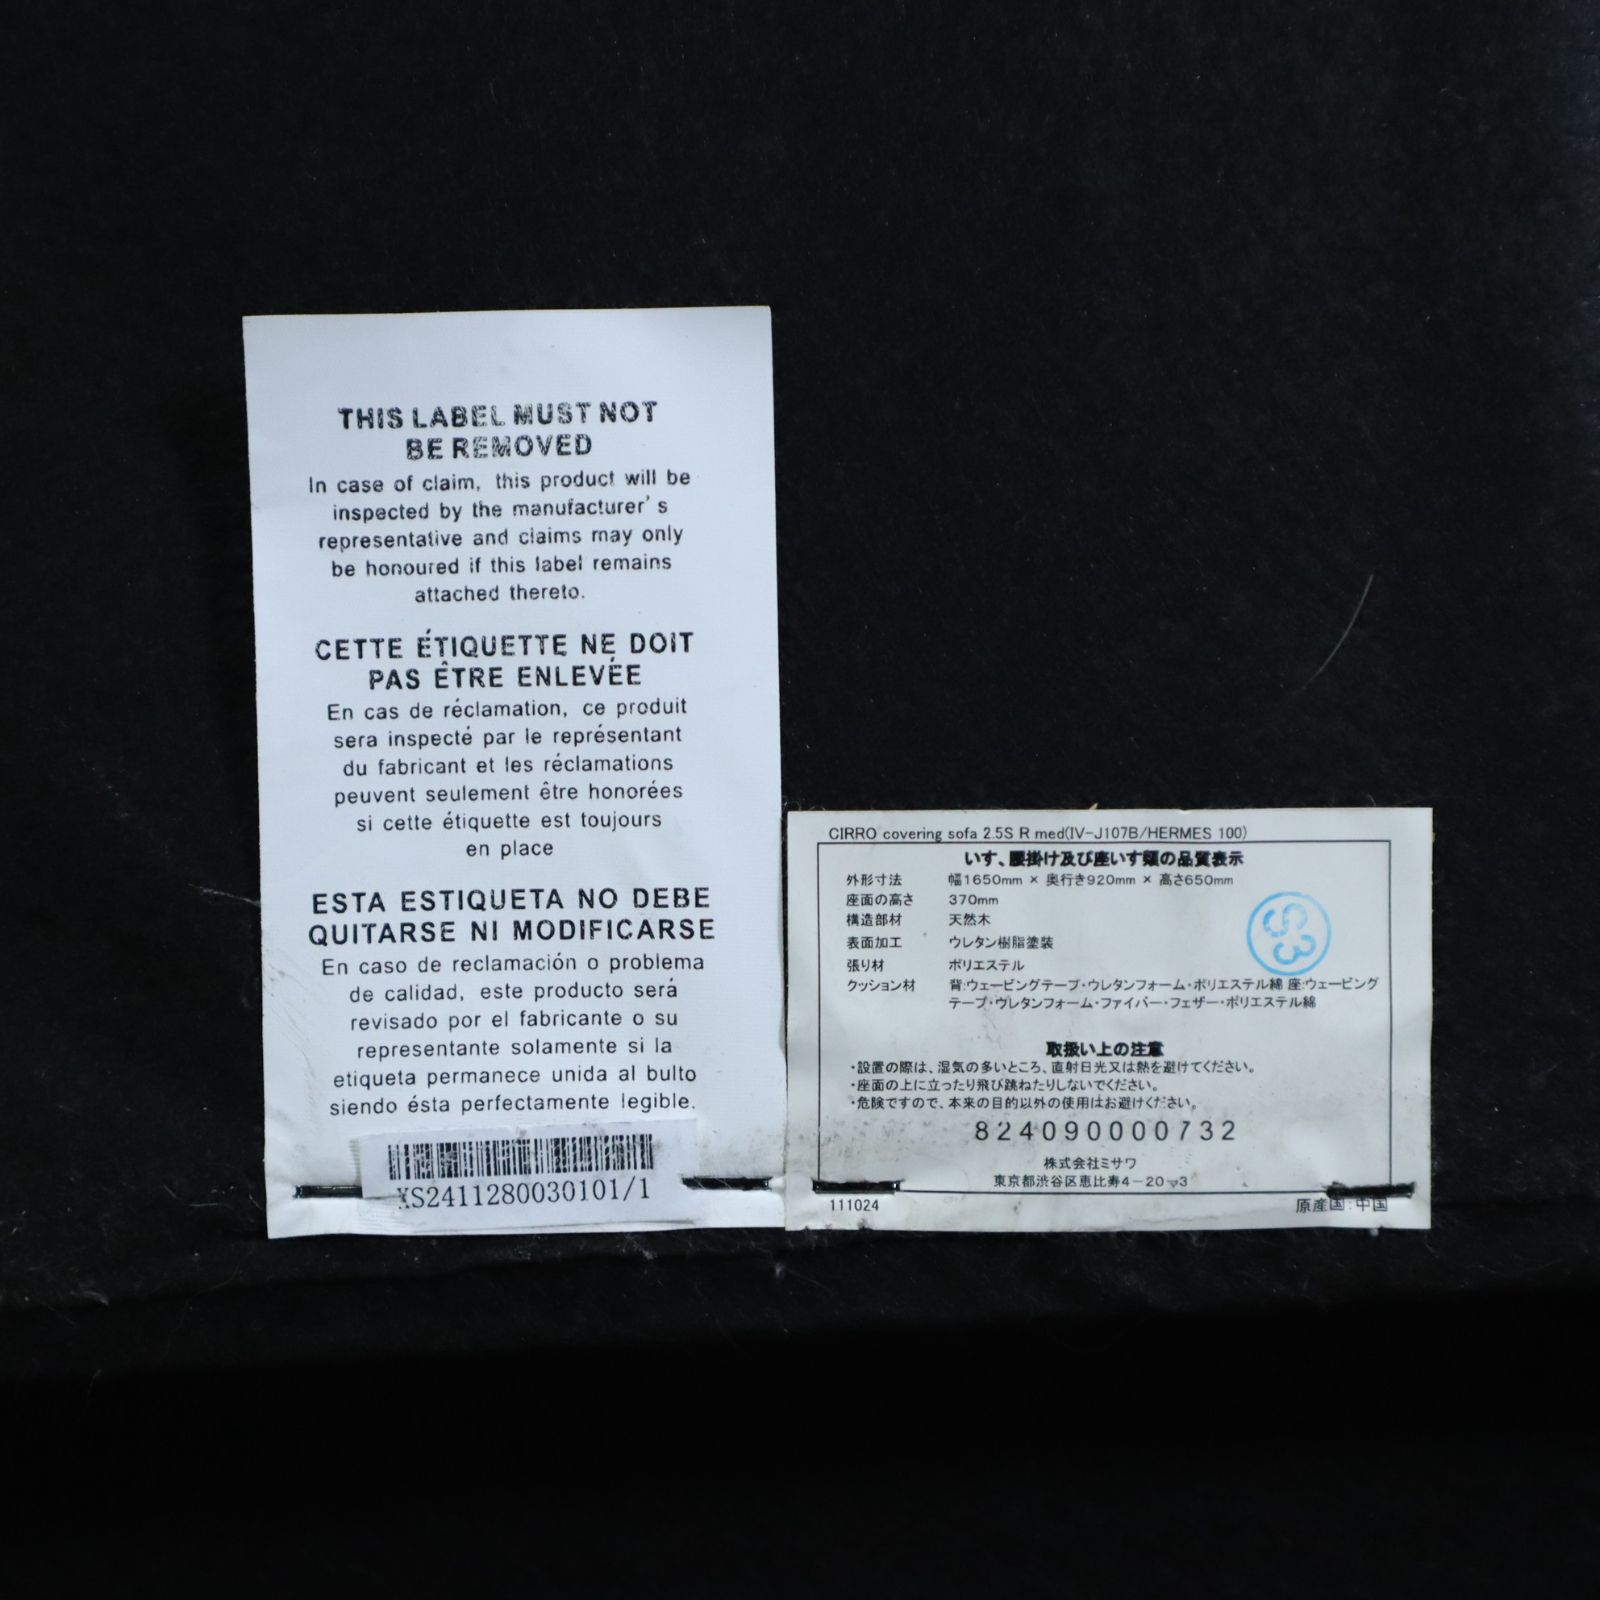 THIS LABEL MUST NOT
BE REMOVED
In case of claim, this product will be
inspected by the manufacturer's
representative and claims may only
be honoured if this label remains
attached thereto.
CETTE ÉTIQUETTE NE DOIT
PAS ÊTRE ENLEVÉE
En cas de réclamation, ce produit
sera inspecté par le représentant
du fabricant et les réclamations
peuvent seulement être honorées
si cette étiquette est toujours
en place
ESTA ESTIQUETA NO DEBE
QUITARSE NI MODIFICARSE
En caso de reclamación o problema
de calidad, este producto será
revisado por el fabricante o su
representante solamente si la
etiqueta permanece unida al bulto
siendo ésta perfectamente legible.
XS2411280030101/1
CIRRO covering sofa 2.5S R med(IV-J107B/HERMES 100)
いす、腰掛け及び座いす類の品質表示
外形寸法 幅1650mm × 奥行き920mm × 高さ650mm
座面の高さ 370mm
構造部材 天然木
表面加工 ウレタン樹脂塗装
張り材 ポリエステル
クッション材 背:ウェービングテープ・ウレタンフォーム・ポリエステル綿 座:ウェービング
テープ・ウレタンフォーム・ファイバー・フェザー・ポリエステル綿
取扱い上の注意
・設置の際は、湿気の多いところ、直射日光又は熱を避けてください。
・座面の上に立ったり飛び跳ねたりしないでください。
・危険ですので、本来の目的以外の使用はお避けください。
824090000732
株式会社ミサワ
東京都渋谷区恵比寿4-20-3
111024
原産国:中国